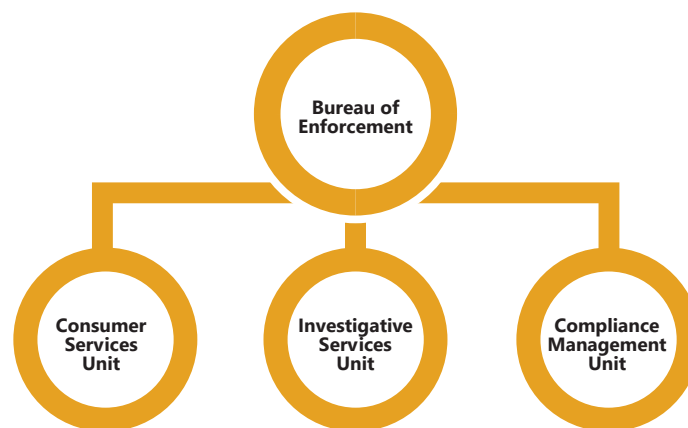 Bureau of
Enforcement
Consumer
Services
Unit
Investigative
Services
Unit
Compliance
Management
Unit